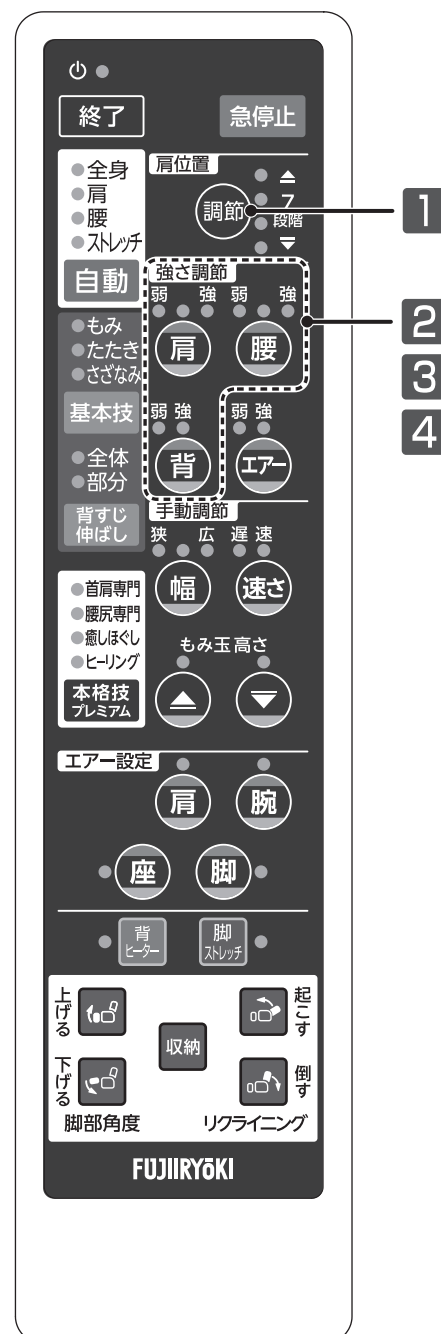 終了
急停止
全身
肩
腰
ストレッチ
自動
肩位置
調節
7
段階
1
強さ調節
弱 強 弱 強
肩 腰
2
3
4
もみ
たたき
さざなみ
基本技
弱 強 弱 強
背 エアー
全体
部分
背すじ
伸ばし
手動調節
狭 広 遅 速
幅 速さ
首肩専門
腰尻専門
癒しほぐし
ヒーリング
本格技
プレミアム
もみ玉高さ
エアー設定
肩 腕
座 脚
背
ヒーター
脚
ストレッチ
上げる
下げる
脚部角度
収納
起こす
倒す
リクライニング
FUJIIRYŌKI